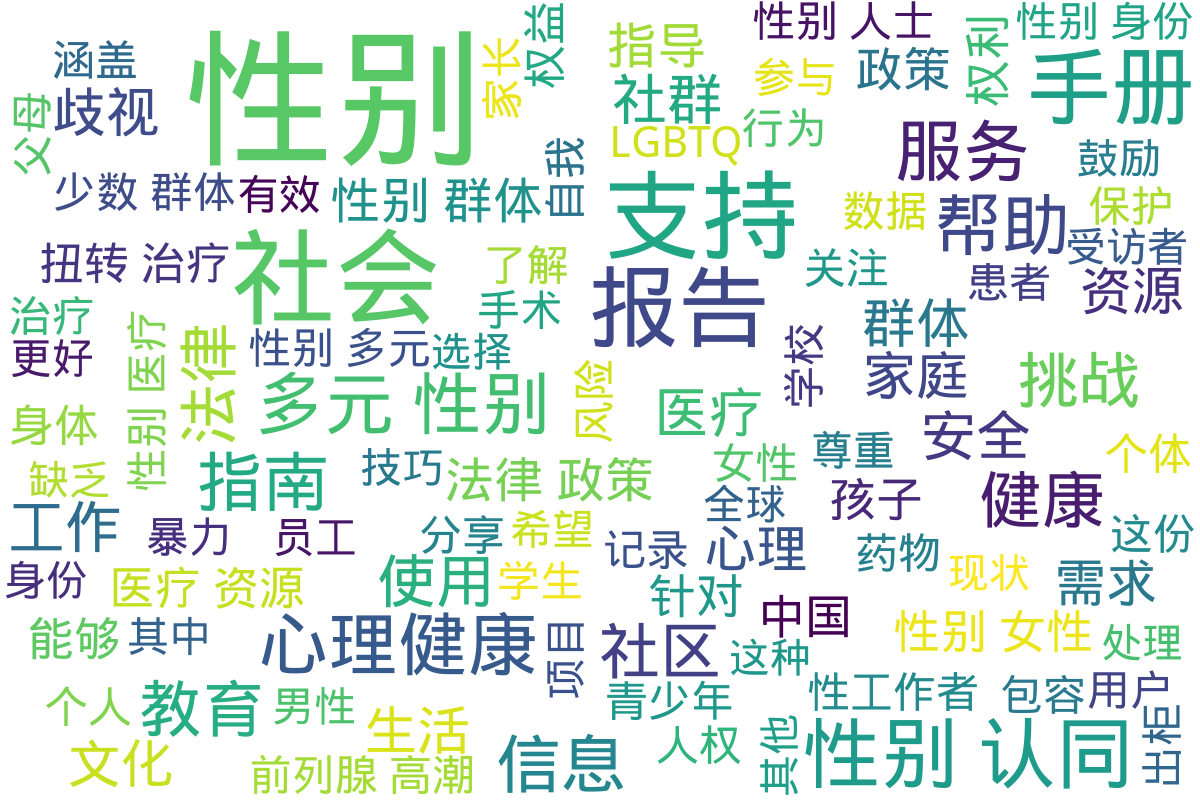 性别 人士
性别 身份
权益
家长
指导
权利
涵盖
政策
手册
参与
性别
歧视
社群
父母
行为
LGBTQ
服务
鼓励
自我
少数 群体
有效
性别 群体
支持
数据
帮助
保护
受访者
扭转 治疗
社会
了解
关注
患者
资源
报告
手术
治疗
性别 医疗
更好
法律
性别 多元
选择
学校
群体
家庭
挑战
多元 性别
风险
医疗
身体
安全
尊重
个体
女性
缺乏
指南
技巧
法律 政策
健康
孩子
全球
工作
暴力
员工
分享
希望
记录
心理
药物
这份
身份
医疗 资源
使用
学生
针对
现状
需求
中国
能够
其中
心理健康
项目
社区
这种
性别 女性
处理
个人
教育
男性
青少年
性工作者
包容
用户
生活
人权
其他
出柜
文化
前列腺 高潮
信息
性别 认同